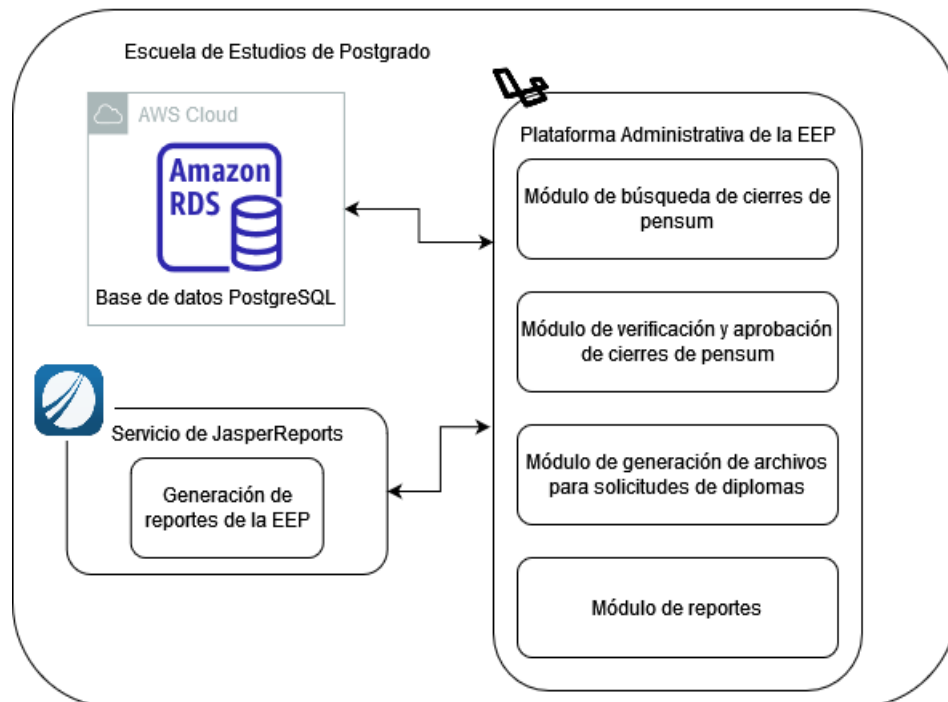 Escuela de Estudios de Postgrado
AWS Cloud
Amazon
RDS
Base de datos PostgreSQL
Servicio de JasperReports
Generación de
reportes de la EEP
Plataforma Administrativa de la EEP
Módulo de búsqueda de cierres de
pensum
Módulo de verificación y aprobación
de cierres de pensum
Módulo de generación de archivos
para solicitudes de diplomas
Módulo de reportes